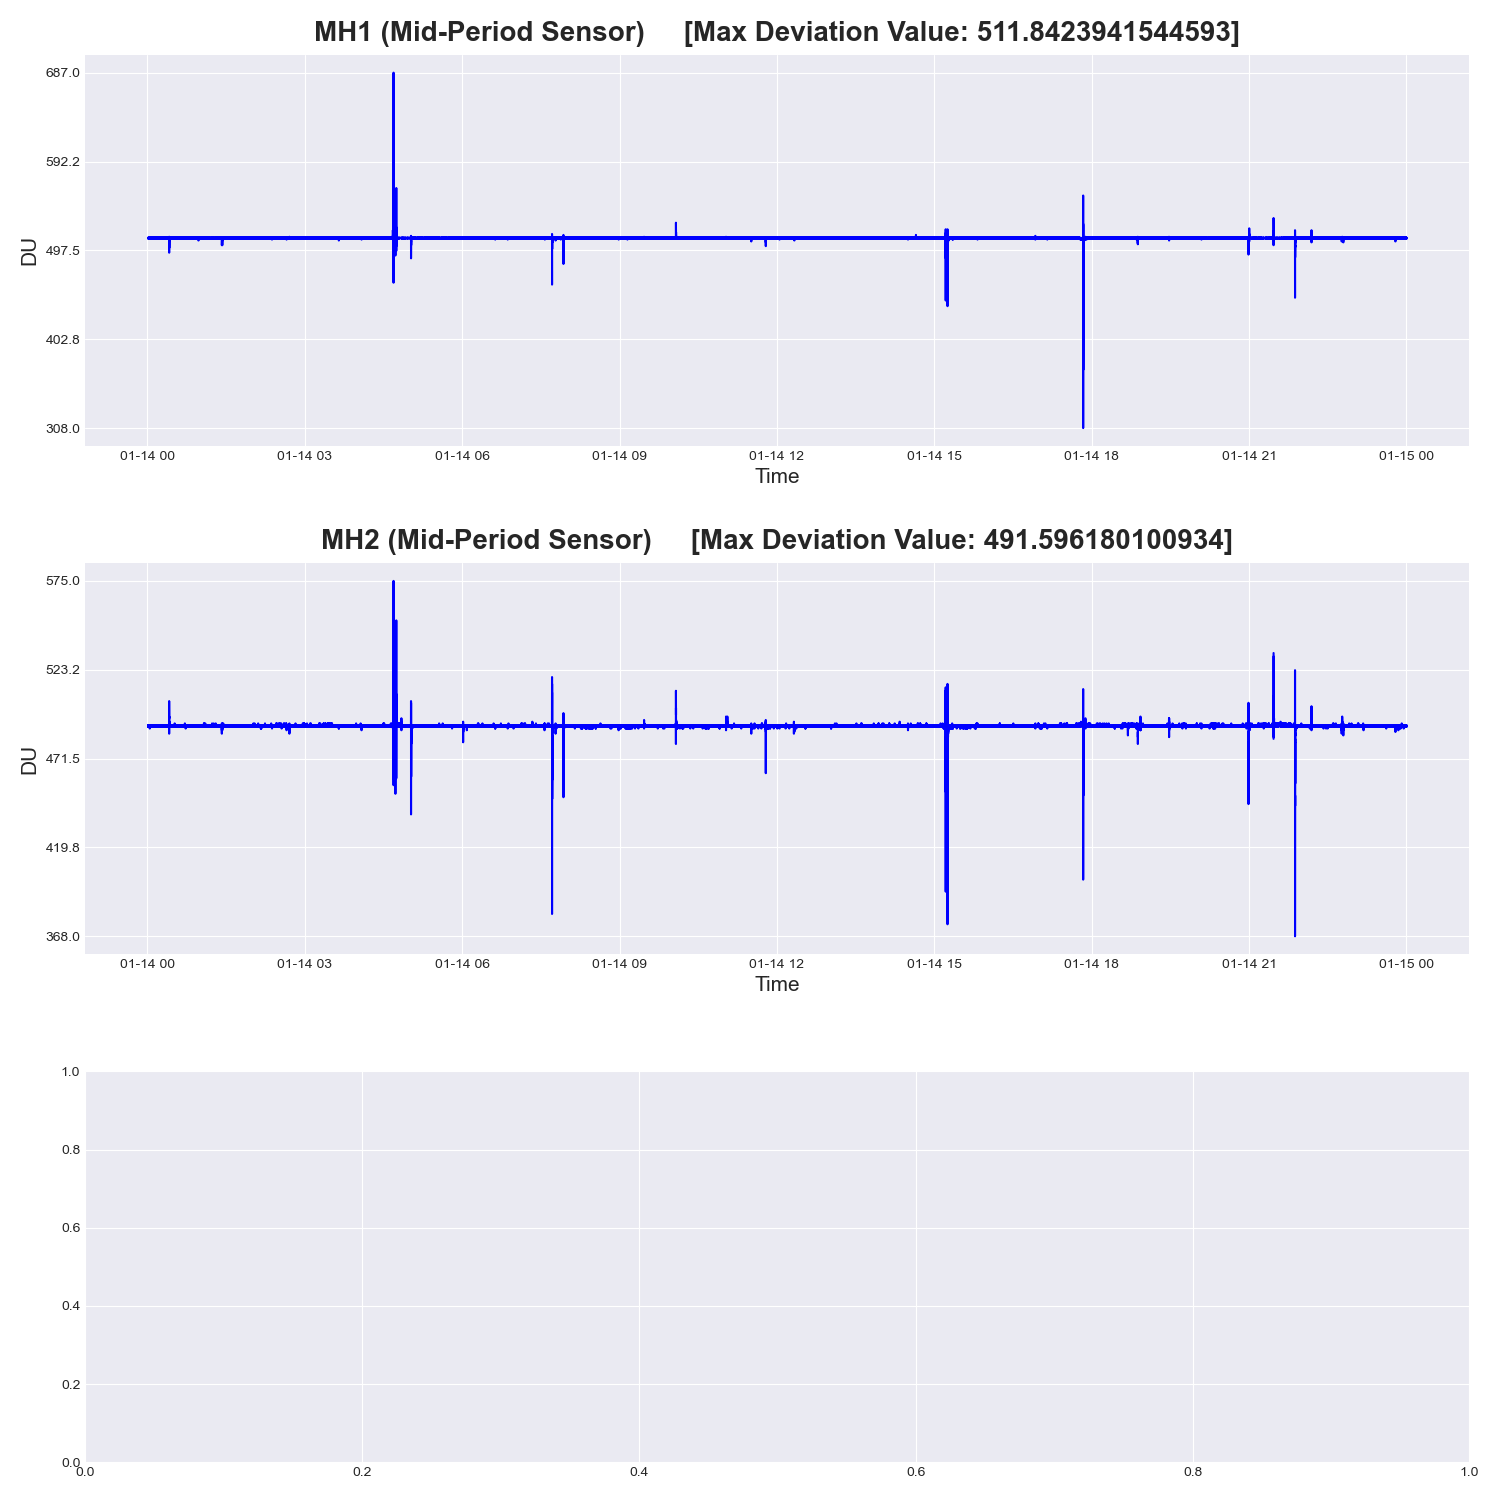 MH1 (Mid-Period Sensor) [Max Deviation Value: 511.8423941544593]
687.0
592.2
497.5
402.8
308.0
DU
01-14 00 01-14 03 01-14 06 01-14 09 01-14 12 01-14 15 01-14 18 01-14 21 01-15 00
Time
MH2 (Mid-Period Sensor) [Max Deviation Value: 491.596180100934]
575.0
523.2
471.5
419.8
368.0
DU
01-14 00 01-14 03 01-14 06 01-14 09 01-14 12 01-14 15 01-14 18 01-14 21 01-15 00
Time
1.0
0.8
0.6
0.4
0.2
0.0
0.0 0.2 0.4 0.6 0.8 1.0